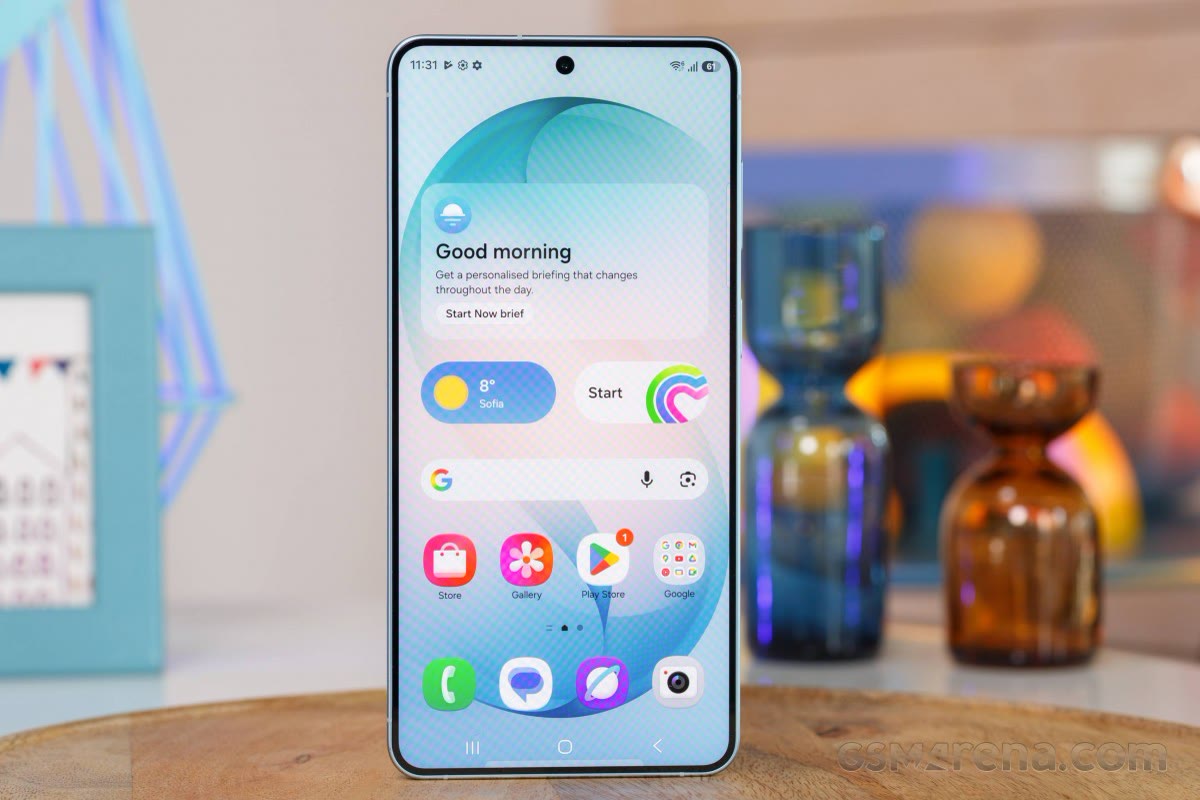 11:31
61
Good morning
Get a personalised briefing that changes
throughout the day.
Start Now brief
8°
Sofia
Start
G
1
Store
Gallery
Play Store
Google
GSMArena.com